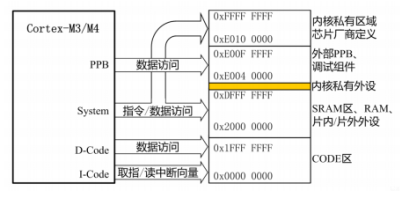 Cortex-M3/M4
PPB
System
D-Code
I-Code
数据访问
指令/数据访问
数据访问
取指/读中断向量
0xFFFF FFFF
0xE010 0000
0xE00F FFFF
0xE004 0000
0xDFFF FFFF
0x2000 0000
0x1FFF FFFF
0x0000 0000
内核私有区域
芯片厂商定义
外部PPB、
调试组件
内核私有外设
SRAM区、RAM、
片内/片外外设
CODE区